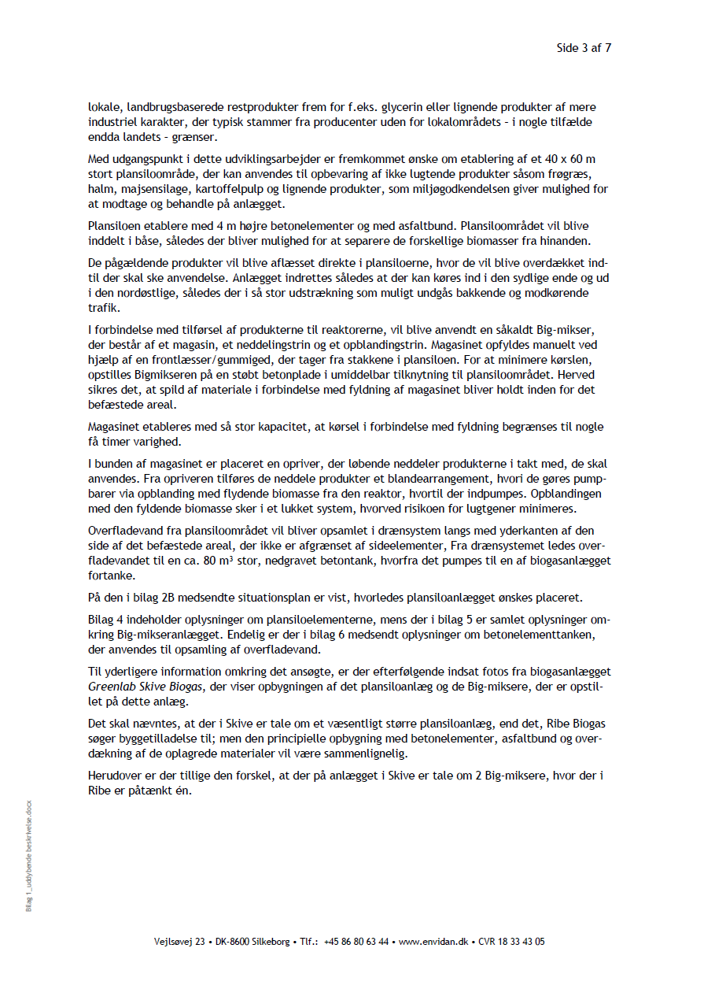 Side 3 af 7
lokale, landbrugsbaserede restprodukter frem for f.eks. glycerin eller lignende produkter af mere
industriel karakter, der typisk stammer fra producenter uden for lokalområdets – i nogle tilfælde
endda landets – grænser.
Med udgangspunkt i dette udviklingsarbejder er fremkommet ønske om etablering af et 40 x 60 m
stort plansiloområde, der kan anvendes til opbevaring af ikke lugtende produkter såsom frøgræs,
halm, majsensilage, kartoffelpulp og lignende produkter, som miljøgodkendelsen giver mulighed for
at modtage og behandle på anlægget.
Plansiloen etablere med 4 m højre betonelementer og med asfaltbund. Plansiloområdet vil blive
inddelt i båse, således der bliver mulighed for at separere de forskellige biomasser fra hinanden.
De pågældende produkter vil blive aflæsset direkte i plansiloerne, hvor de vil blive overdækket ind-
til der skal ske anvendelse. Anlægget indrettes således at der kan køres ind i den sydlige ende og ud
i den nordøstlige, således der i så stor udstrækning som muligt undgås bakkende og modkørende
trafik.
I forbindelse med tilførsel af produkterne til reaktorerne, vil blive anvendt en såkaldt Big-mikser,
der består af et magasin, et neddelingstrin og et opblandingstrin. Magasinet opfyldes manuelt ved
hjælp af en frontlæsser/gummiged, der tager fra stakkene i plansiloen. For at minimere kørslen,
opstilles Bigmikseren på en støbt betonplade i umiddelbar tilknytning til plansiloområdet. Herved
sikres det, at spild af materiale i forbindelse med fyldning af magasinet bliver holdt inden for det
befæstede areal.
Magasinet etableres med så stor kapacitet, at kørsel i forbindelse med fyldning begrænses til nogle
få timer varighed.
I bunden af magasinet er placeret en opriver, der løbende neddeler produkterne i takt med, de skal
anvendes. Fra opriveren tilføres de neddele produkter et blandearrangement, hvori de gøres pump-
barer via opblanding med flydende biomasse fra den reaktor, hvortil der indpumpes. Opblandingen
med den fyldende biomasse sker i et lukket system, hvorved risikoen for lugtgener minimeres.
Overfladevand fra plansiloområdet vil bliver opsamlet i drænsystem langs med yderkanten af den
side af det befæstede areal, der ikke er afgrænset af sideelementer, Fra drænsystemet ledes over-
fladevandet til en ca. 80 m³ stor, nedgravet betontank, hvorfra det pumpes til en af biogasanlægget
fortanke.
På den i bilag 2B medsendte situationsplan er vist, hvorledes plansiloanlægget ønskes placeret.
Bilag 4 indeholder oplysninger om plansiloelementerne, mens der i bilag 5 er samlet oplysninger om-
kring Big-mikseranlægget. Endelig er der i bilag 6 medsendt oplysninger om betonelementtanken,
der anvendes til opsamling af overfladevand.
Til yderligere information omkring det ansøgte, er der efterfølgende indsat fotos fra biogasanlægget
Greenlab Skive Biogas, der viser opbygningen af det plansiloanlæg og de Big-miksere, der er opstil-
let på dette anlæg.
Det skal nævntes, at der i Skive er tale om et væsentligt større plansiloanlæg, end det, Ribe Biogas
søger byggetilladelse til; men den principielle opbygning med betonelementer, asfaltbund og over-
dækning af de oplagrede materialer vil være sammenlignelig.
Herudover er der tillige den forskel, at der på anlægget i Skive er tale om 2 Big-miksere, hvor der i
Ribe er påtænkt én.
Bilag 1_uddybende beskrivelse.docx
Vejlsøvej 23 • DK-8600 Silkeborg • Tlf.: +45 86 80 63 44 • www.envidan.dk • CVR 18 33 43 05